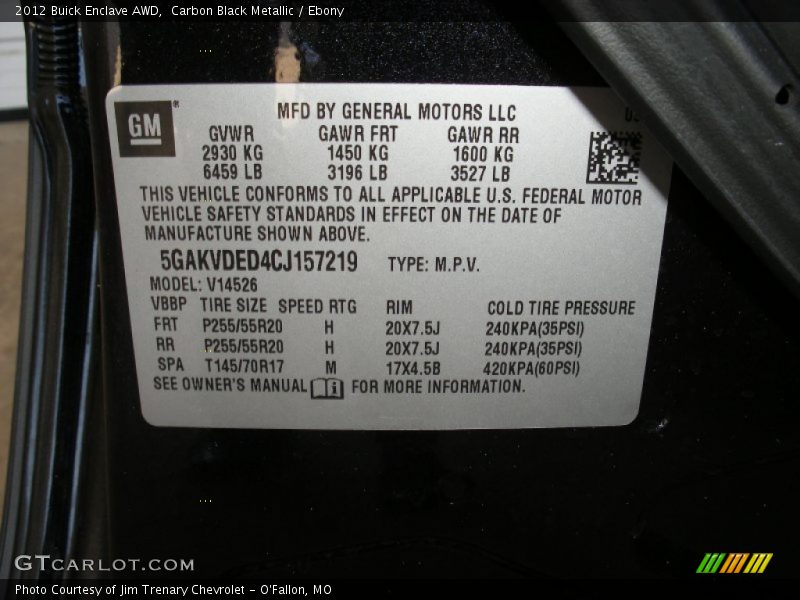 2012 Buick Enclave AWD, Carbon Black Metallic / Ebony
GM®
MFD BY GENERAL MOTORS LLC
GVWR GAWR FRT GAWR RR
2930 KG 1450 KG 1600 KG
6459 LB 3196 LB 3527 LB
THIS VEHICLE CONFORMS TO ALL APPLICABLE U.S. FEDERAL MOTOR
VEHICLE SAFETY STANDARDS IN EFFECT ON THE DATE OF
MANUFACTURE SHOWN ABOVE.
5GAKVDED4CJ157219 TYPE: M.P.V.
MODEL: V14526
VBBP TIRE SIZE SPEED RTG RIM COLD TIRE PRESSURE
FRT P255/55R20 H 20X7.5J 240KPA(35PSI)
RR P255/55R20 H 20X7.5J 240KPA(35PSI)
SPA T145/70R17 M 17X4.5B 420KPA(60PSI)
SEE OWNER'S MANUAL FOR MORE INFORMATION.
GTCARLOT.COM
Photo Courtesy of Jim Trenary Chevrolet - O'Fallon, MO